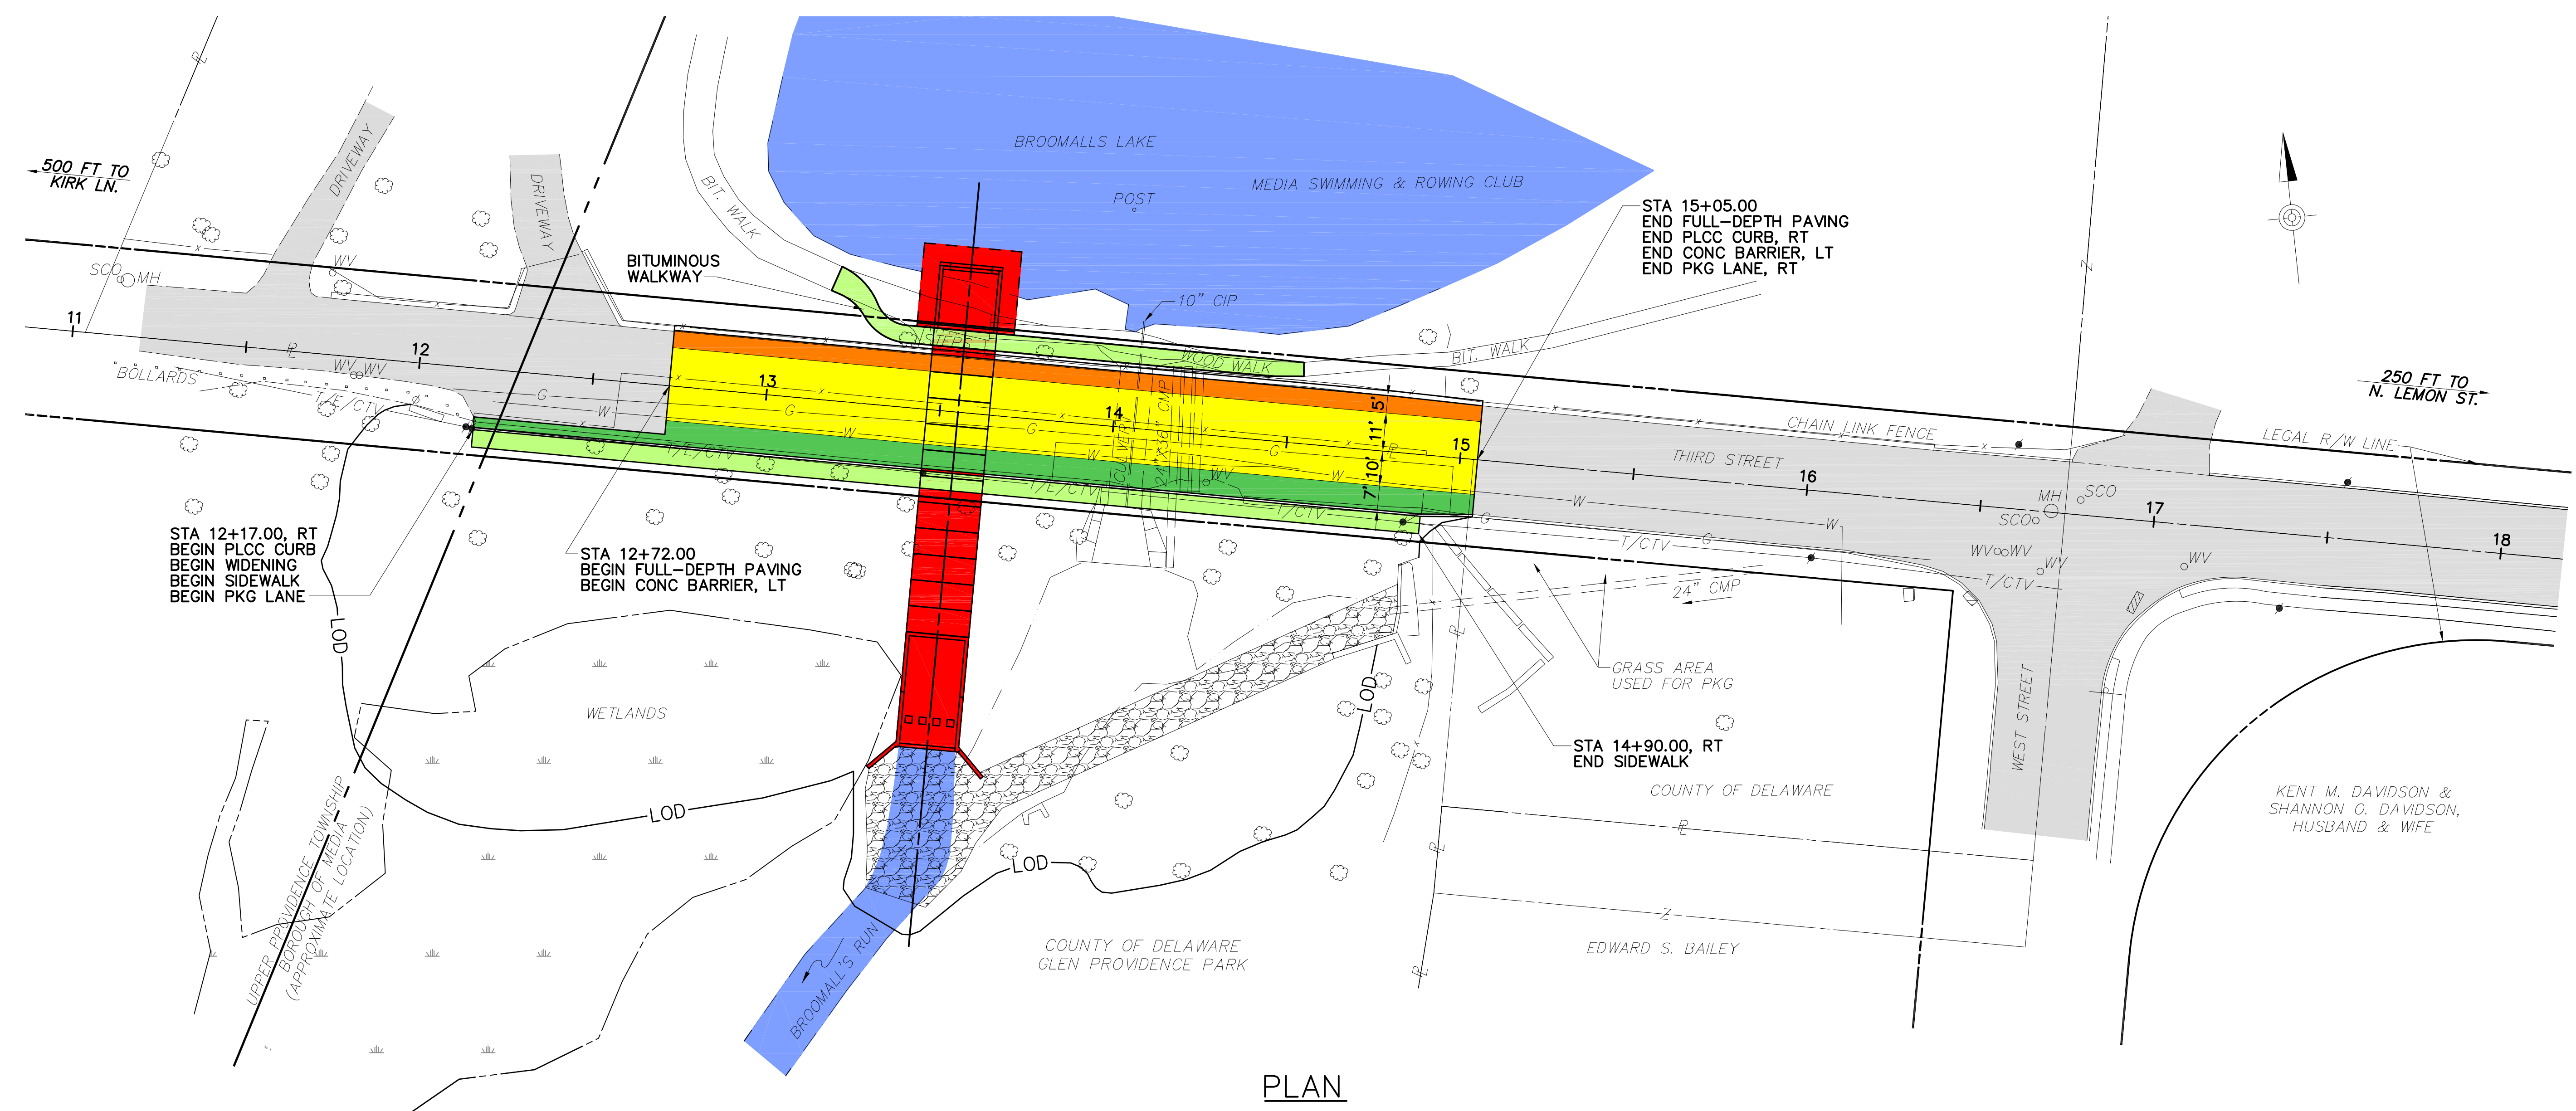 500 FT TO
KIRK LN.
DRIVEWAY
DRIVEWAY
BIT. WALK
BROOMALLS LAKE
MEDIA SWIMMING & ROWING CLUB
POST
STA 15+05.00
END FULL-DEPTH PAVING
END PLCC CURB, RT
END CONC BARRIER, LT
END PKG LANE, RT
BITUMINOUS
WALKWAY
10" CIP
SCO
MH
WV
11
12
13
14
15
16
17
18
STEPS
WOOD WALK
BIT. WALK
WV
WV
"BOLLARDS"
T/E/CTV
G
W
G
W
T/E/CTV
G
W
G
W
T/E/CTV
CULVERT
24"X36" CMP
WV
T/CTV
W
G
5'
11'
10'
7'
250 FT TO
N. LEMON ST.
CHAIN LINK FENCE
LEGAL R/W LINE
THIRD STREET
MH
SCO
SCO
WV
WV
WV
WV
W
W
G
T/CTV
T/CTV
24" CMP
STA 12+17.00, RT
BEGIN PLCC CURB
BEGIN WIDENING
BEGIN SIDEWALK
BEGIN PKG LANE
STA 12+72.00
BEGIN FULL-DEPTH PAVING
BEGIN CONC BARRIER, LT
LOD
LOD
LOD
LOD
WETLANDS
GRASS AREA
USED FOR PKG
STA 14+90.00, RT
END SIDEWALK
WEST STREET
COUNTY OF DELAWARE
KENT M. DAVIDSON &
SHANNON O. DAVIDSON,
HUSBAND & WIFE
UPPER PROVIDENCE TOWNSHIP
BOROUGH OF MEDIA
(APPROXIMATE LOCATION)
BROOMALL'S RUN
COUNTY OF DELAWARE
GLEN PROVIDENCE PARK
EDWARD S. BAILEY
Z
Z
PLAN